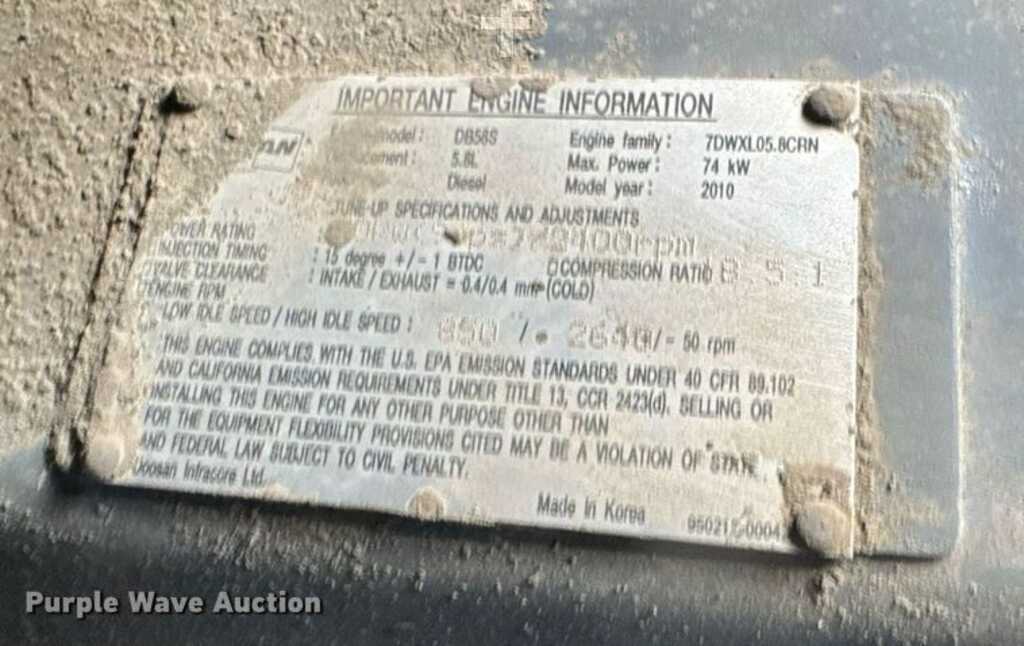 IMPORTANT ENGINE INFORMATION
model : DB58S Engine family : 7DWXL05.8CRN
cement : 5.8L Max. Power : 74 kW
Diesel Model year : 2010
AN
TUNE-UP SPECIFICATIONS AND ADJUSTMENTS
POWER RATING
INJECTION TIMING : 15 degree +/- 1 BTDC COMPRESSION RATIO
VALVE CLEARANCE : INTAKE / EXHAUST = 0.4/0.4 mm (COLD)
ENGINE RPM
LOW IDLE SPEED / HIGH IDLE SPEED : 850 / 2640 +/- 50 rpm
THIS ENGINE COMPLIES WITH THE U.S. EPA EMISSION STANDARDS UNDER 40 CFR 89.102
AND CALIFORNIA EMISSION REQUIREMENTS UNDER TITLE 13, CCR 2423(d). SELLING OR
INSTALLING THIS ENGINE FOR ANY OTHER PURPOSE OTHER THAN
FOR THE EQUIPMENT FLEXIBILITY PROVISIONS CITED MAY BE A VIOLATION OF STATE
AND FEDERAL LAW SUBJECT TO CIVIL PENALTY.
Doosan Infracore Ltd.
Made in Korea
Purple Wave Auction